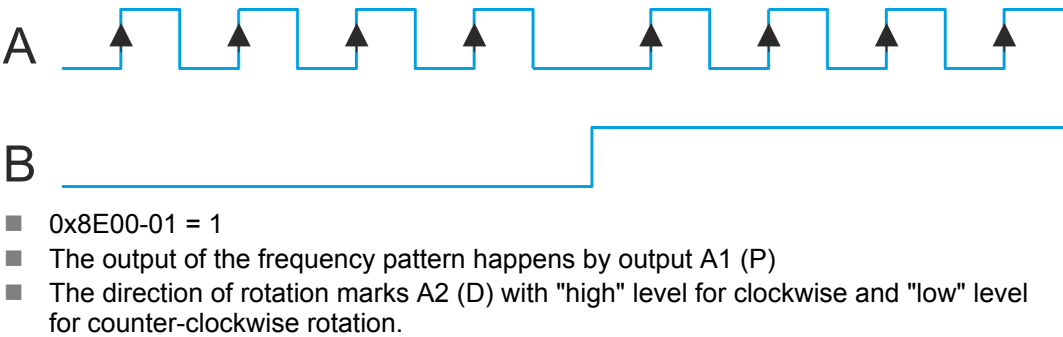 A
B
0x8E00-01 = 1
The output of the frequency pattern happens by output A1 (P)
The direction of rotation marks A2 (D) with "high" level for clockwise and "low" level
for counter-clockwise rotation.